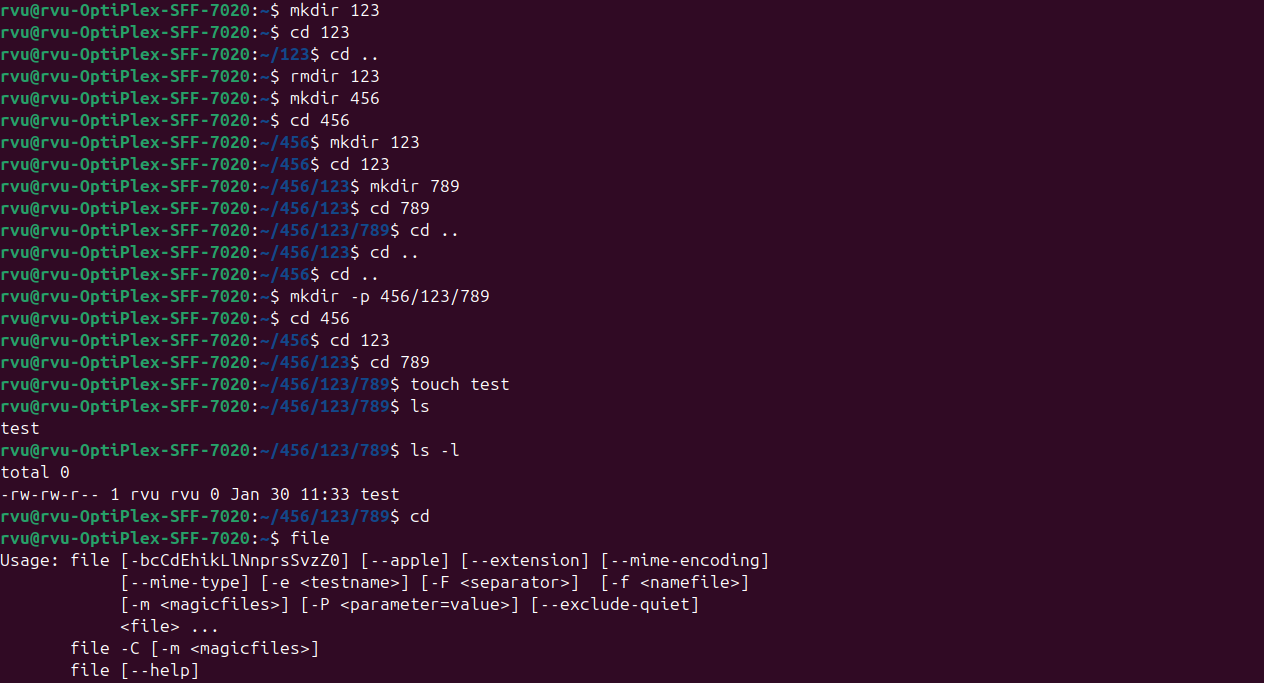 rvu@rvu-OptiPlex-SFF-7020:~$ mkdir 123
rvu@rvu-OptiPlex-SFF-7020:~$ cd 123
rvu@rvu-OptiPlex-SFF-7020:~/123$ cd ..
rvu@rvu-OptiPlex-SFF-7020:~$ rmdir 123
rvu@rvu-OptiPlex-SFF-7020:~$ mkdir 456
rvu@rvu-OptiPlex-SFF-7020:~$ cd 456
rvu@rvu-OptiPlex-SFF-7020:~/456$ mkdir 123
rvu@rvu-OptiPlex-SFF-7020:~/456$ cd 123
rvu@rvu-OptiPlex-SFF-7020:~/456/123$ mkdir 789
rvu@rvu-OptiPlex-SFF-7020:~/456/123$ cd 789
rvu@rvu-OptiPlex-SFF-7020:~/456/123/789$ cd ..
rvu@rvu-OptiPlex-SFF-7020:~/456/123$ cd ..
rvu@rvu-OptiPlex-SFF-7020:~/456$ cd ..
rvu@rvu-OptiPlex-SFF-7020:~$ mkdir -p 456/123/789
rvu@rvu-OptiPlex-SFF-7020:~$ cd 456
rvu@rvu-OptiPlex-SFF-7020:~/456$ cd 123
rvu@rvu-OptiPlex-SFF-7020:~/456/123$ cd 789
rvu@rvu-OptiPlex-SFF-7020:~/456/123/789$ touch test
rvu@rvu-OptiPlex-SFF-7020:~/456/123/789$ ls
test
rvu@rvu-OptiPlex-SFF-7020:~/456/123/789$ ls -l
total 0
-rw-rw-r-- 1 rvu rvu 0 Jan 30 11:33 test
rvu@rvu-OptiPlex-SFF-7020:~/456/123/789$ cd
rvu@rvu-OptiPlex-SFF-7020:~$ file
Usage: file [-bcCdEhikLlNnprsSvzZ0] [--apple] [--extension] [--mime-encoding]
            [--mime-type] [-e <testname>] [-F <separator>]  [-f <namefile>]
            [-m <magicfiles>] [-P <parameter=value>] [--exclude-quiet]
            <file> ...
       file -C [-m <magicfiles>]
       file [--help]